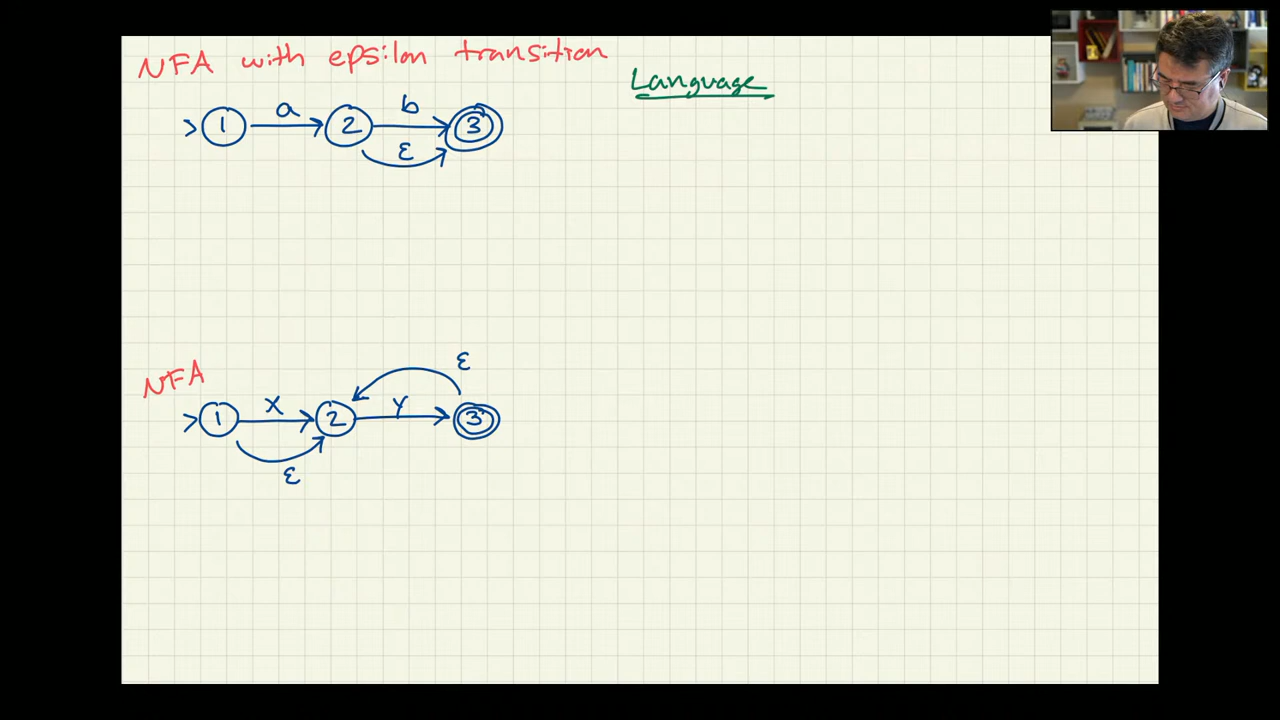 NFA with epsilon transition
Language
> 1 a 2 b 3
ε
NFA
ε
> 1 X 2 Y 3
ε